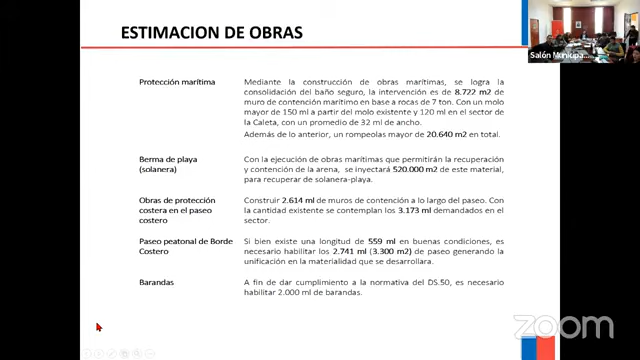 ESTIMACION DE OBRAS
Salón Municipa...
Protección marítima
Mediante la construcción de obras marítimas, se logra la
consolidación del baño seguro, la intervención es de 8.722 m2 de
muro de contención marítimo en base a rocas de 7 ton. Con un molo
mayor de 150 ml a partir del molo existente y 120 ml en el sector de
la Caleta, con un promedio de 32 ml de ancho.
Además de lo anterior, un rompeolas mayor de 20.640 m2 en total.
Berma de playa
(solanera)
Con la ejecución de obras marítimas que permitirán la recuperación
y contención de la arena, se inyectará 520.000 m2 de este material,
para recuperar de solanera-playa.
Obras de protección
costera en el paseo
costero
Construir 2.614 ml de muros de contención a lo largo del paseo. Con
la cantidad existente se contemplan los 3.173 ml demandados en el
sector.
Paseo peatonal de Borde
Costero
Si bien existe una longitud de 559 ml en buenas condiciones, es
necesario habilitar los 2.741 ml (3.300 m2) de paseo generando la
unificación en la materialidad que se desarrollara.
Barandas
A fin de dar cumplimiento a la normativa del DS.50, es necesario
habilitar 2.000 ml de barandas.
zoom